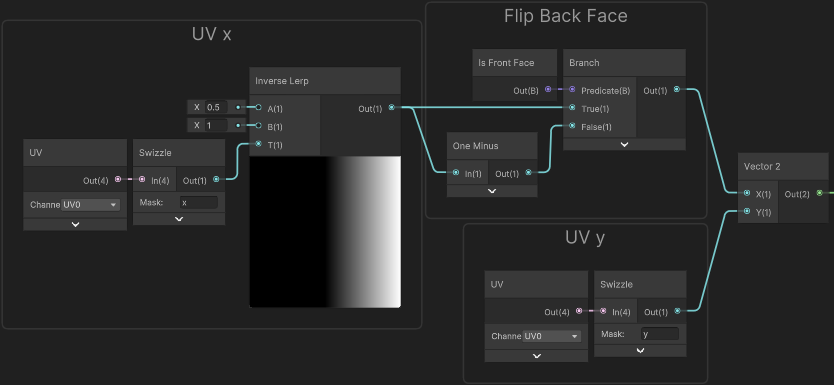 UV x
Flip Back Face
Is Front Face
Out(B)
Branch
Predicate(B)
Out(1)
True(1)
False(1)
Inverse Lerp
X 0.5
A(1)
Out(1)
X 1
B(1)
T(1)
UV
Out(4)
Channe UV0
Swizzle
In(4)
Out(1)
Mask: x
One Minus
In(1)
Out(1)
Vector 2
X(1)
Out(2)
Y(1)
UV y
UV
Out(4)
Channe UV0
Swizzle
In(4)
Out(1)
Mask: y